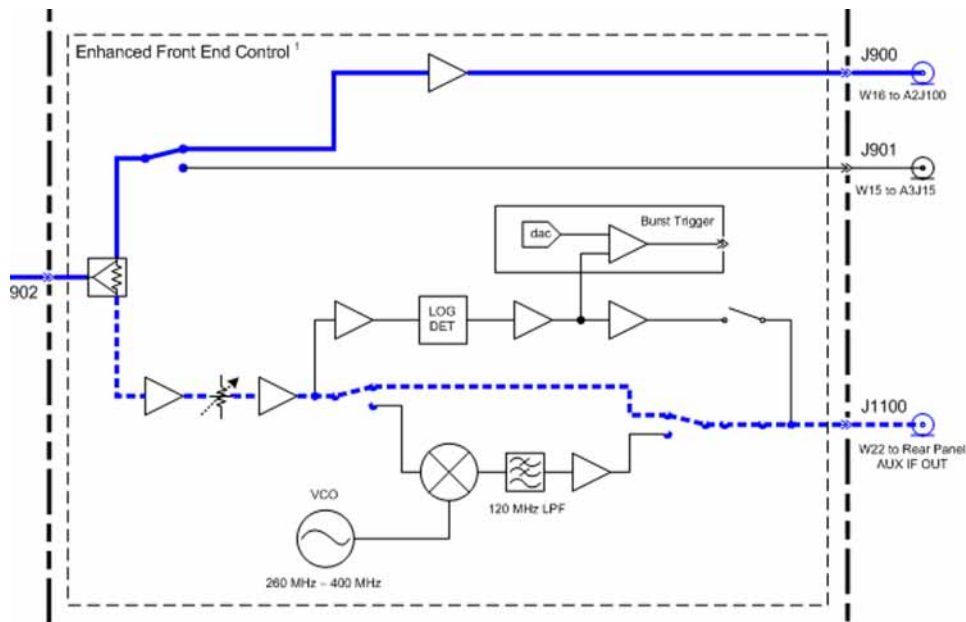 Enhanced Front End Control 1
J900
W16 to A2J100
J901
W15 to A3J15
Burst Trigger
dac
902
LOG
DET
J1100
W22 to Rear Panel
AUX IF OUT
VCO
120 MHz LPF
260 MHz – 400 MHz